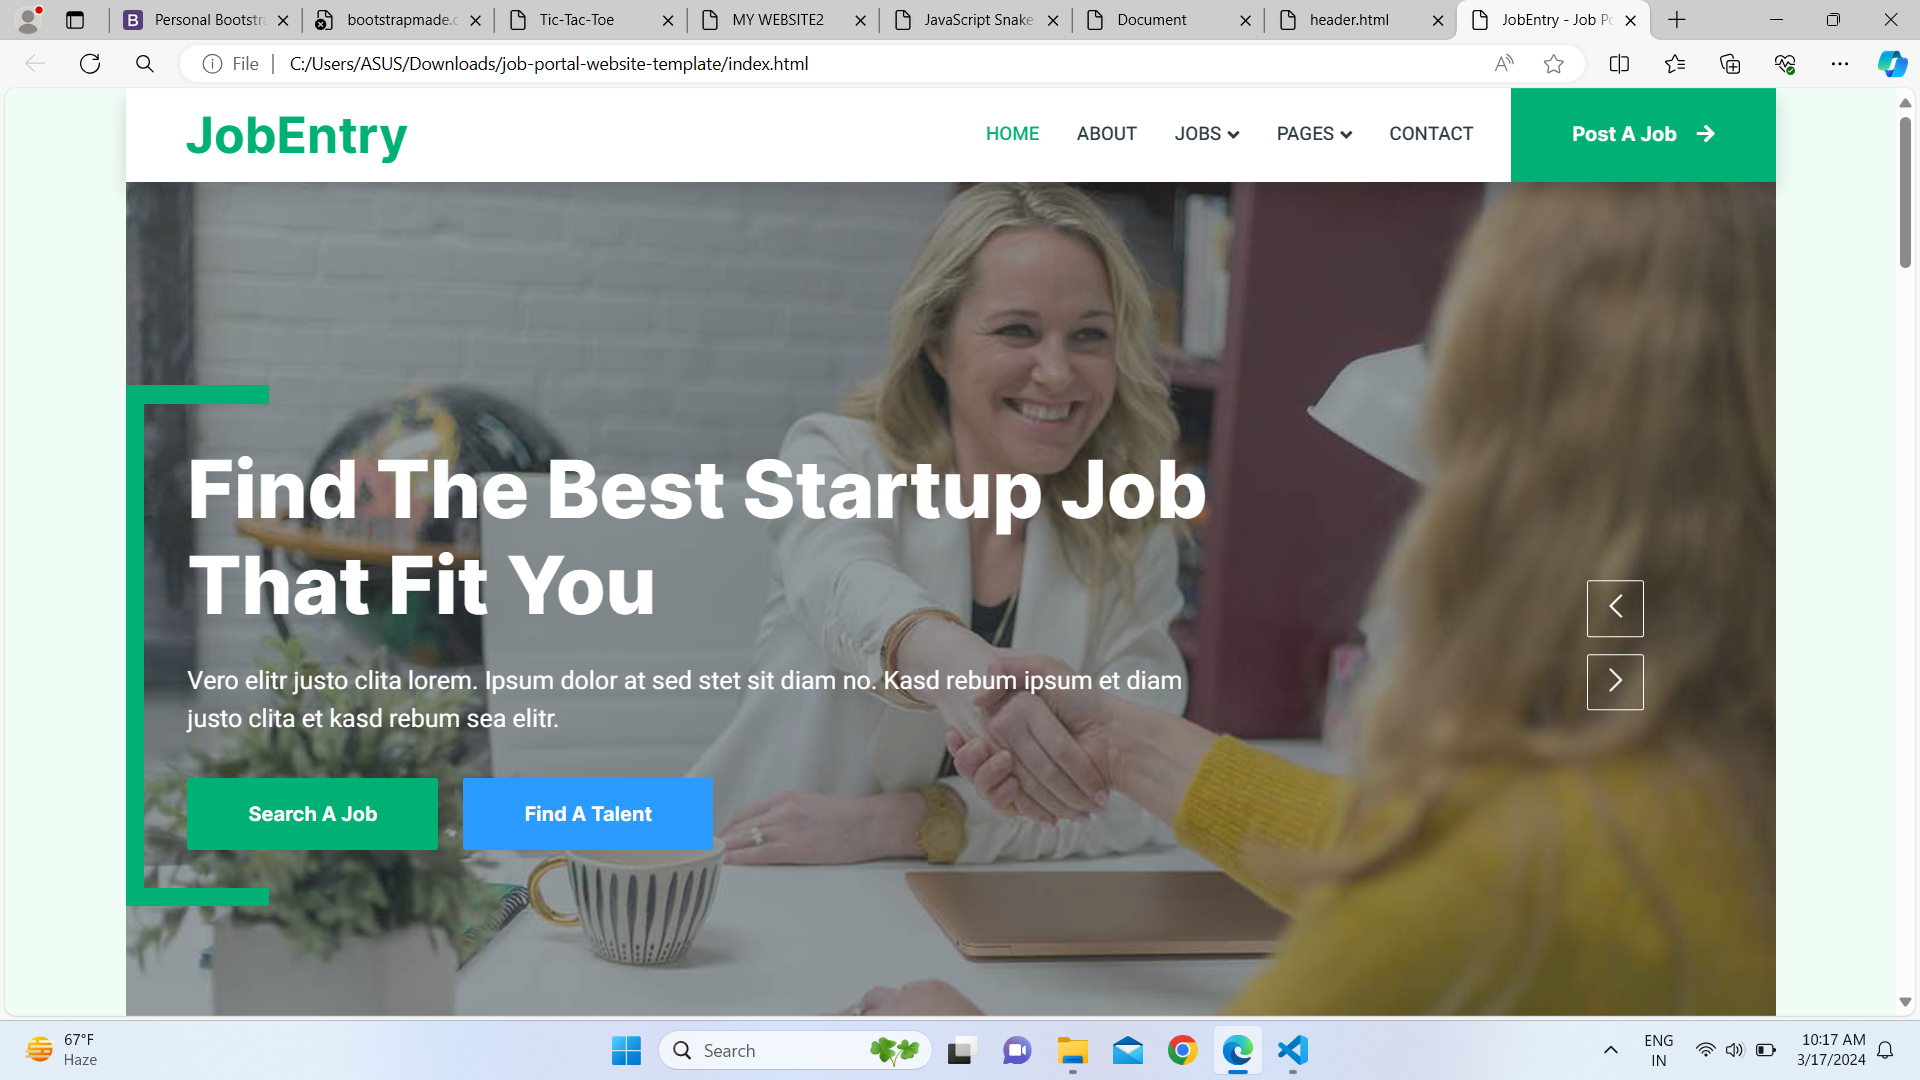 Personal Bootstra
bootstrapmade.c
Tic-Tac-Toe
MY WEBSITE2
JavaScript Snake
Document
header.html
JobEntry - Job Po
File
C:/Users/ASUS/Downloads/job-portal-website-template/index.html
JobEntry
HOME
ABOUT
JOBS
PAGES
CONTACT
Post A Job
Find The Best Startup Job
That Fit You
Vero elitr justo clita lorem. Ipsum dolor at sed stet sit diam no. Kasd rebum ipsum et diam
justo clita et kasd rebum sea elitr.
Search A Job
Find A Talent
67°F
Haze
Search
ENG
IN
10:17 AM
3/17/2024